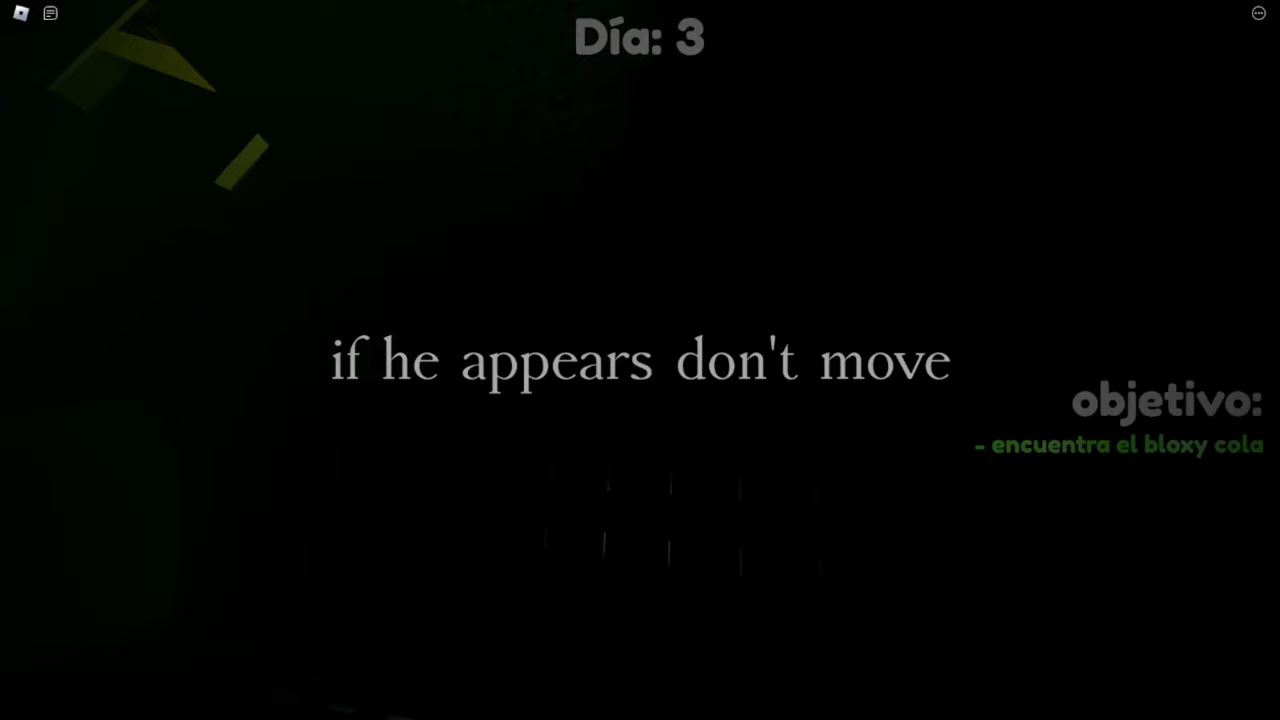 Día: 3
if he appears don't move
objetivo:
- encuentra el bloxy cola